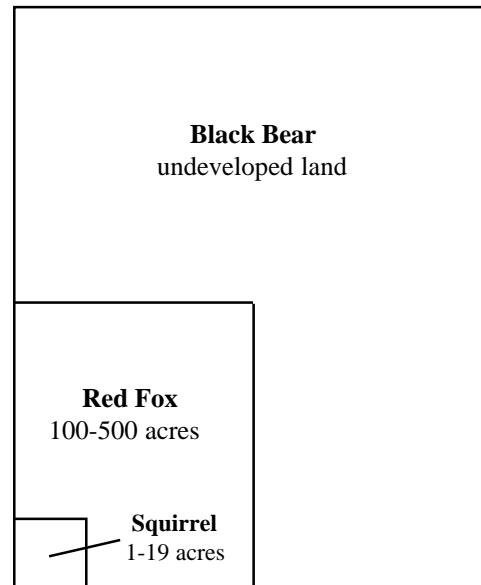 Black Bear
undeveloped land
Red Fox
100-500 acres
Squirrel
1-19 acres